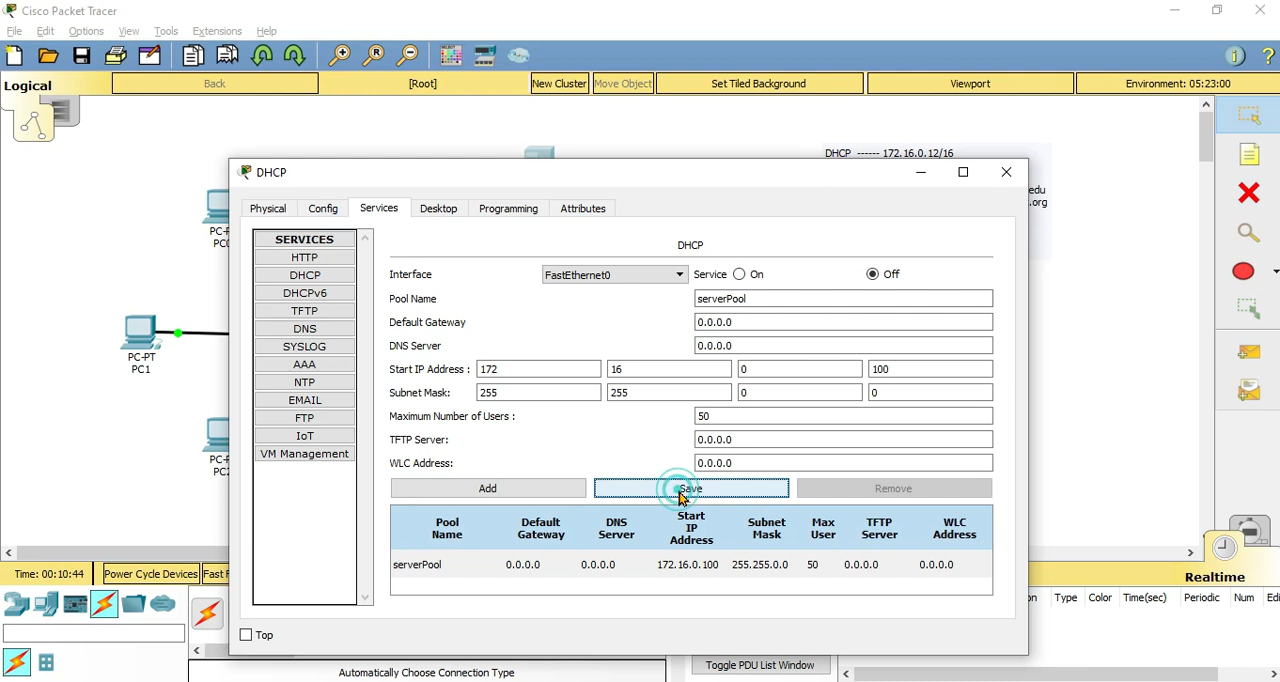 Cisco Packet Tracer
File Edit Options View Tools Extensions Help
Logical Back [Root] New Cluster Move Object Set Tiled Background Viewport Environment: 05:23:00
DHCP ------ 172.16.0.12/16
edu
.org
DHCP
Physical Config Services Desktop Programming Attributes
SERVICES
HTTP
DHCP
DHCPv6
TFTP
DNS
SYSLOG
AAA
NTP
EMAIL
FTP
IoT
VM Management
DHCP
Interface FastEthernet0 Service On Off
Pool Name serverPool
Default Gateway 0.0.0.0
DNS Server 0.0.0.0
Start IP Address : 172 16 0 100
Subnet Mask: 255 255 0 0
Maximum Number of Users : 50
TFTP Server: 0.0.0.0
WLC Address: 0.0.0.0
Add Save Remove
Pool Name Default Gateway DNS Server Start IP Address Subnet Mask Max User TFTP Server WLC Address
serverPool 0.0.0.0 0.0.0.0 172.16.0.100 255.255.0.0 50 0.0.0.0 0.0.0.0
Top
PC-PT
PC1
Time: 00:10:44 Power Cycle Devices Fast F
Realtime
Type Color Time(sec) Periodic Num Edi
Automatically Choose Connection Type
Toggle PDU List Window